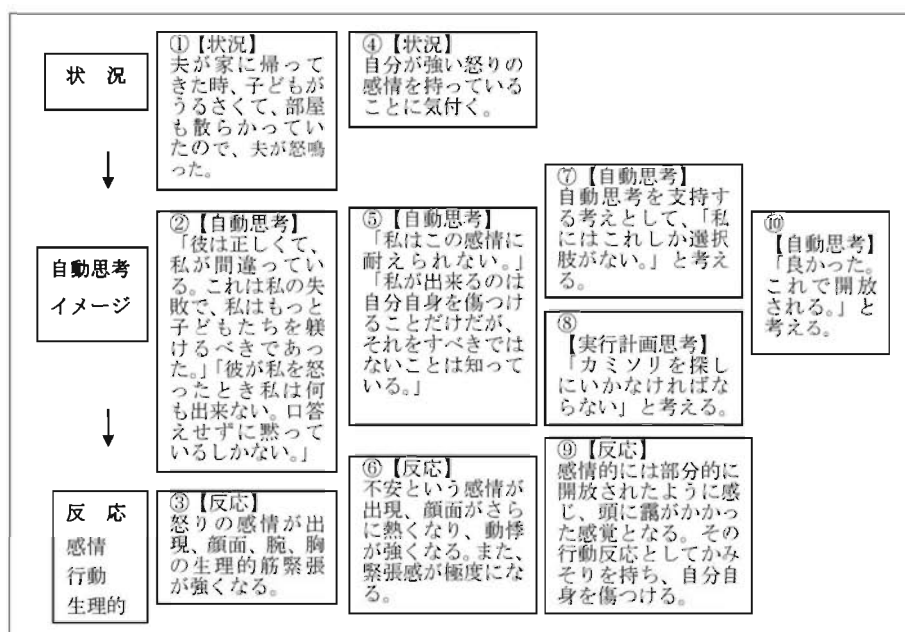 状　況
自動思考
イメージ
反　応
感情
行動
生理的
①【状況】
夫が家に帰って
きた時、子どもが
うるさくて、部屋
も散らかってい
たので、夫が怒鳴
った。
②【自動思考】
「彼は正しくて、
私が間違ってい
る。これは私の失
敗で、私はもっと
子どもたちを躾
けるべきであっ
た。」「彼が私を怒
ったとき私は何
も出来ない。口答
えせずに黙って
いるしかない。」
③【反応】
怒りの感情が出
現、顔面、腕、胸
の生理的筋緊張
が強くなる。
④【状況】
自分が強い怒りの
感情を持っている
ことに気付く。
⑤【自動思考】
「私はこの感情に
耐えられない。」
「私が出来るのは
自分自身を傷つけ
ることだけだが、
それをすべきでは
ないことは知って
いる。」
⑥【反応】
不安という感情が
出現、顔面がさら
に熱くなり、動悸
が強くなる。また、
緊張感が極度にな
る。
⑦【自動思考】
自動思考を支持す
る考えとして、「私
にはこれしか選択
肢がない。」と考え
る。
⑧
【実行計画思考】
「カミソリを探し
にいかなければな
らない」と考える。
⑨【反応】
感情的には部分的に
開放されたように感
じ、頭に靄がかかっ
た感覚となる。その
行動反応としてかみ
そりを持ち、自分自
身を傷つける。
⑩
【自動思考】
「良かった。
これで開放
される。」と
考える。